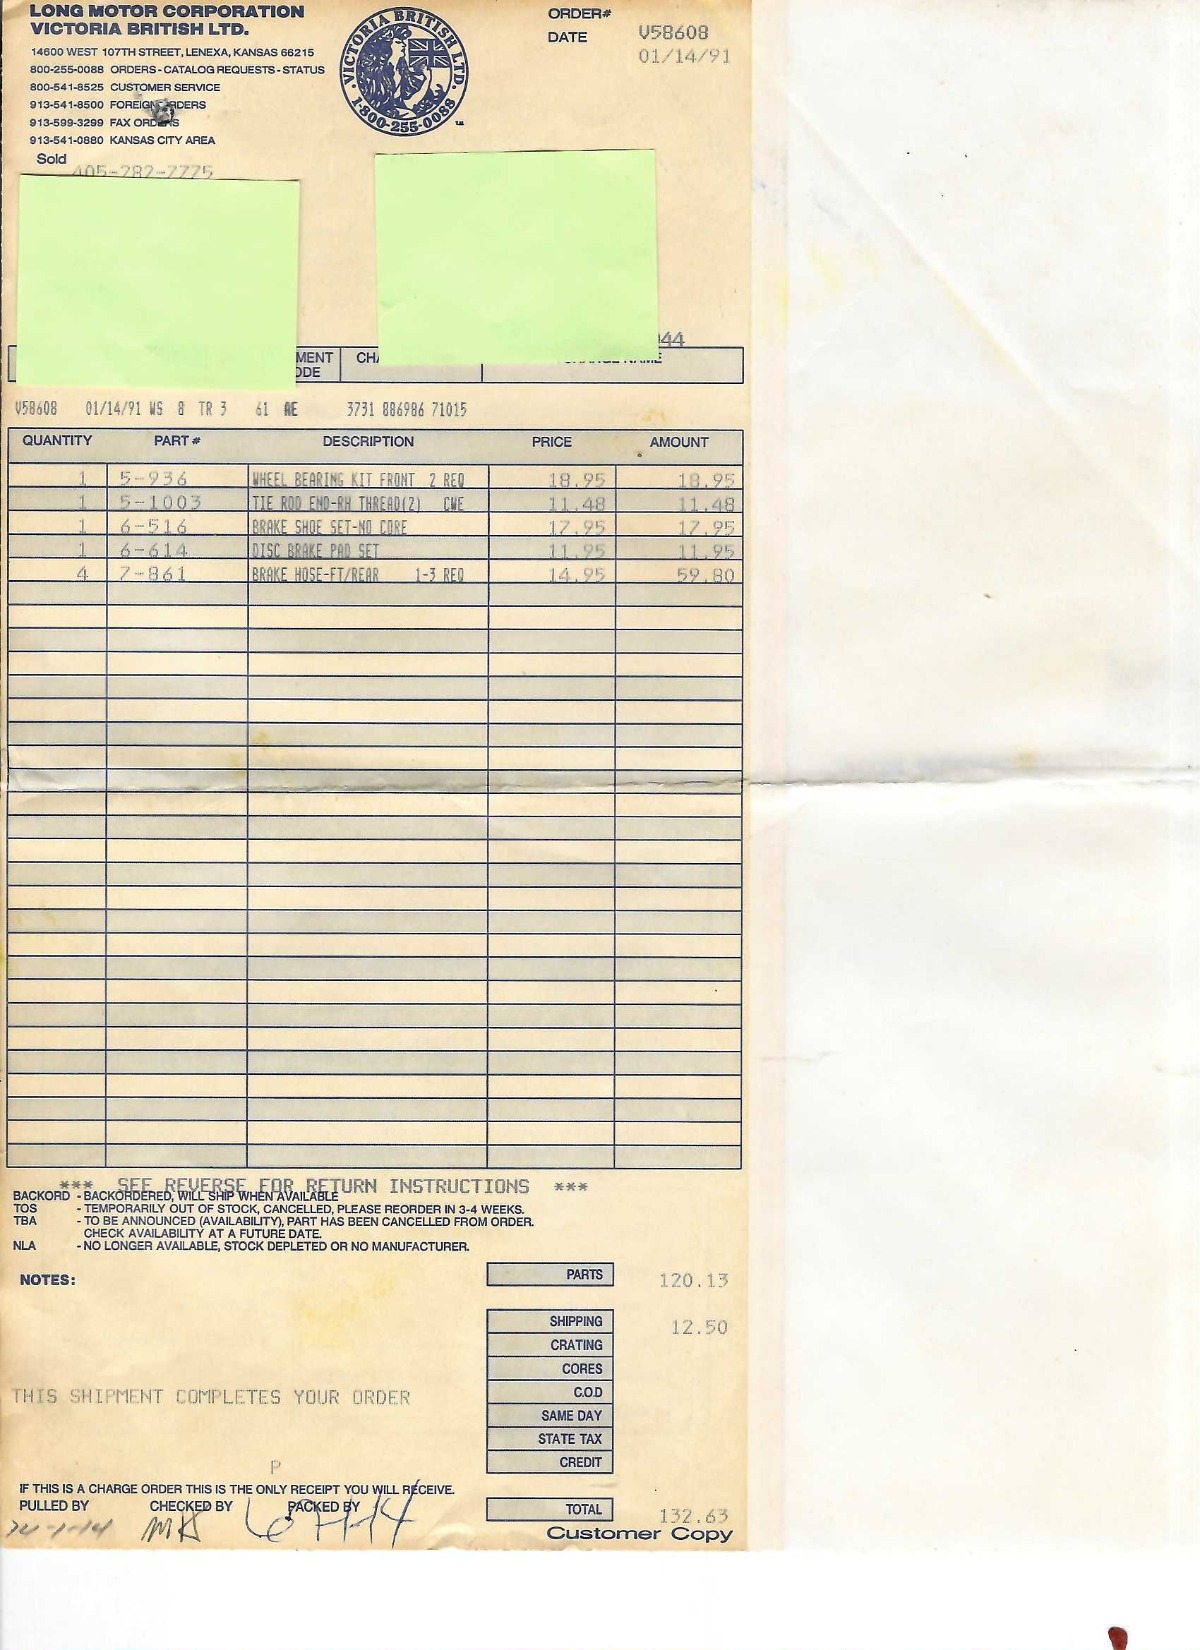 LONG MOTOR CORPORATION
VICTORIA BRITISH LTD.
14600 WEST 107TH STREET, LENEXA, KANSAS 66215
800-255-0088 ORDERS - CATALOG REQUESTS - STATUS
800-541-8525 CUSTOMER SERVICE
913-541-8500 FOREIGN ORDERS
913-599-3299 FAX ORDERS
913-541-0880 KANSAS CITY AREA
VICTORIA BRITISH LTD.
1-800-255-0088
ORDER# V58608
DATE 01/14/91
Sold
405-282-7775
44
MENT CHA CHARGE NAME
ODE
V58608 01/14/91 WS 8 TR 3 61 AE 3731 886986 71015
QUANTITY PART # DESCRIPTION PRICE AMOUNT
1 5-936 WHEEL BEARING KIT FRONT 2 REQ 18.95 18.95
1 5-1003 TIE ROD END-RH THREAD(2) CWE 11.48 11.48
1 6-516 BRAKE SHOE SET-NO CORE 17.95 17.95
1 6-614 DISC BRAKE PAD SET 11.95 11.95
4 7-861 BRAKE HOSE-FT/REAR 1-3 REQ 14.95 59.80
*** SEE REVERSE FOR RETURN INSTRUCTIONS ***
BACKORD - BACKORDERED, WILL SHIP WHEN AVAILABLE
TOS - TEMPORARILY OUT OF STOCK, CANCELLED, PLEASE REORDER IN 3-4 WEEKS.
TBA - TO BE ANNOUNCED (AVAILABILITY), PART HAS BEEN CANCELLED FROM ORDER.
CHECK AVAILABILITY AT A FUTURE DATE.
NLA - NO LONGER AVAILABLE, STOCK DEPLETED OR NO MANUFACTURER.
NOTES:
PARTS 120.13
SHIPPING 12.50
CRATING
CORES
C.O.D
SAME DAY
STATE TAX
CREDIT
THIS SHIPMENT COMPLETES YOUR ORDER
P
IF THIS IS A CHARGE ORDER THIS IS THE ONLY RECEIPT YOU WILL RECEIVE.
PULLED BY CHECKED BY PACKED BY
TOTAL 132.63
Customer Copy